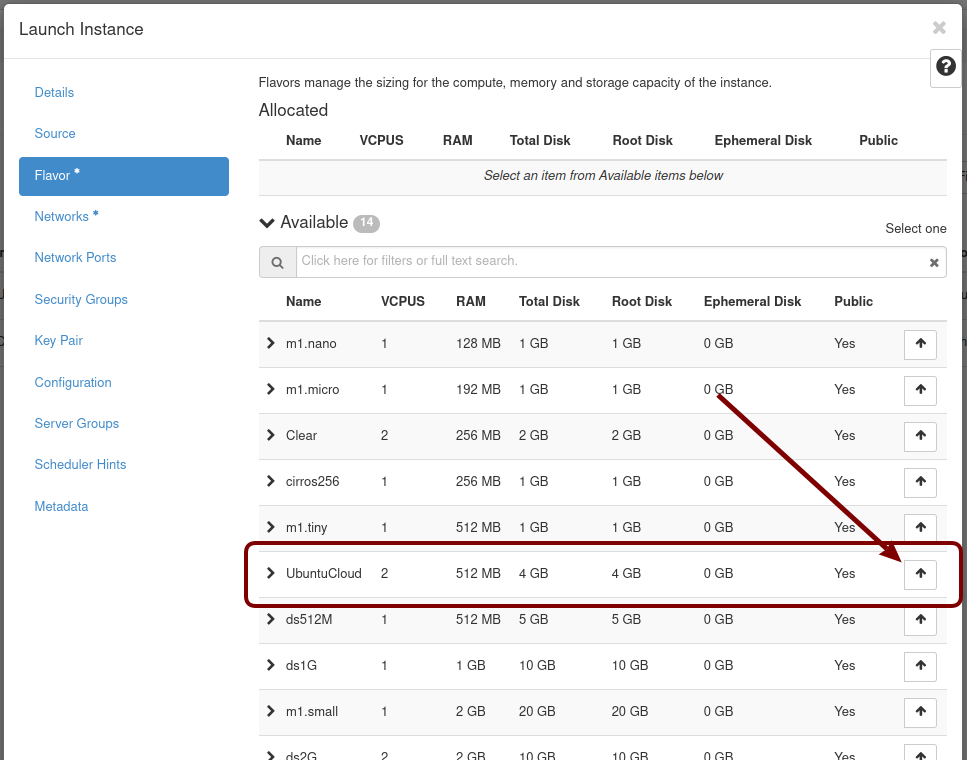 Launch Instance
Details
Source
Flavor *
Networks *
Network Ports
Security Groups
Key Pair
Configuration
Server Groups
Scheduler Hints
Metadata
Flavors manage the sizing for the compute, memory and storage capacity of the instance.
Allocated
Name VCPUS RAM Total Disk Root Disk Ephemeral Disk Public
Select an item from Available items below
Available 14
Select one
Click here for filters or full text search.
Name VCPUS RAM Total Disk Root Disk Ephemeral Disk Public
m1.nano 1 128 MB 1 GB 1 GB 0 GB Yes
m1.micro 1 192 MB 1 GB 1 GB 0 GB Yes
Clear 2 256 MB 2 GB 2 GB 0 GB Yes
cirros256 1 256 MB 1 GB 1 GB 0 GB Yes
m1.tiny 1 512 MB 1 GB 1 GB 0 GB Yes
UbuntuCloud 2 512 MB 4 GB 4 GB 0 GB Yes
ds512M 1 512 MB 5 GB 5 GB 0 GB Yes
ds1G 1 1 GB 10 GB 10 GB 0 GB Yes
m1.small 1 2 GB 20 GB 20 GB 0 GB Yes
ds2G 2 2 GB 10 GB 10 GB 0 GB Yes